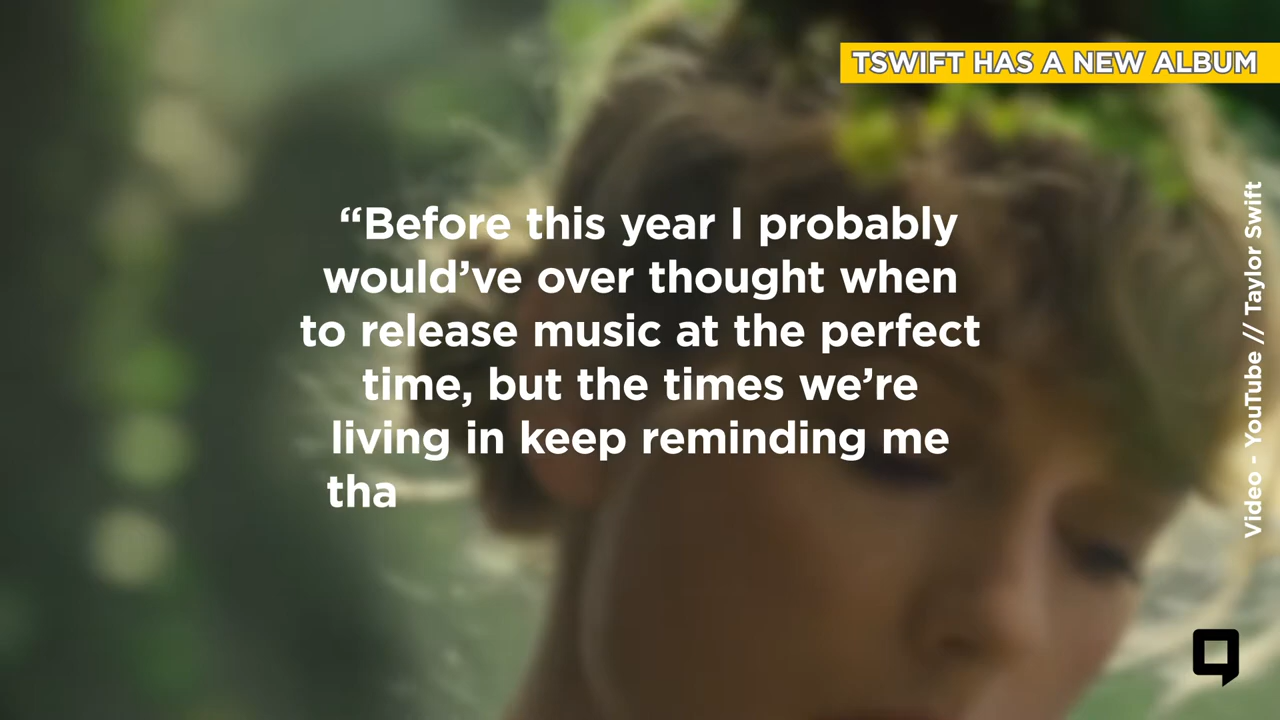 TSWIFT HAS A NEW ALBUM
“Before this year I probably
would’ve over thought when
to release music at the perfect
time, but the times we’re
living in keep reminding me
tha
Video - YouTube // Taylor Swift